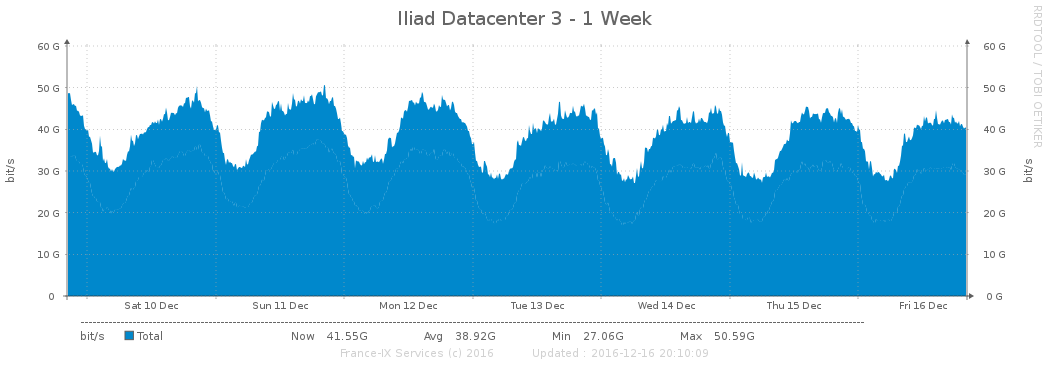 Iliad Datacenter 3 - 1 Week
RRDTOOL / TOBI OETIKER
60 G 60 G
50 G 50 G
40 G 40 G
30 G 30 G
20 G 20 G
10 G 10 G
0 0 G
bit/s bit/s
Sat 10 Dec Sun 11 Dec Mon 12 Dec Tue 13 Dec Wed 14 Dec Thu 15 Dec Fri 16 Dec
bit/s Total Now 41.55G Avg 38.92G Min 27.06G Max 50.59G
France-IX Services (c) 2016 Updated : 2016-12-16 20:10:09